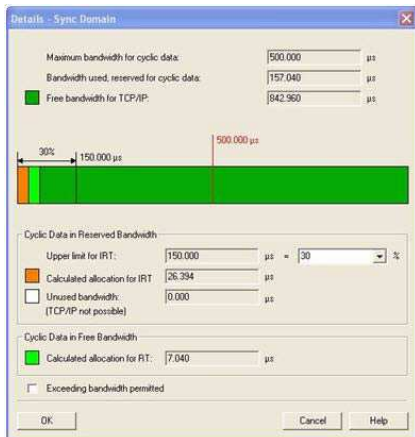 Details - Sync Domain
Maximum bandwidth for cyclic data: 500.000 µs
Bandwidth used, reserved for cyclic data: 157.040 µs
Free bandwidth for TCP/IP: 842.960 µs
500.000 µs
30% 150.000 µs
Cyclic Data in Reserved Bandwidth
Upper limit for IRT: 150.000 µs = 30 %
Calculated allocation for IRT 26.394 µs
Unused bandwidth: 0.000 µs
(TCP/IP not possible)
Cyclic Data in Free Bandwidth
Calculated allocation for RT: 7.040 µs
Exceeding bandwidth permitted
OK Cancel Help